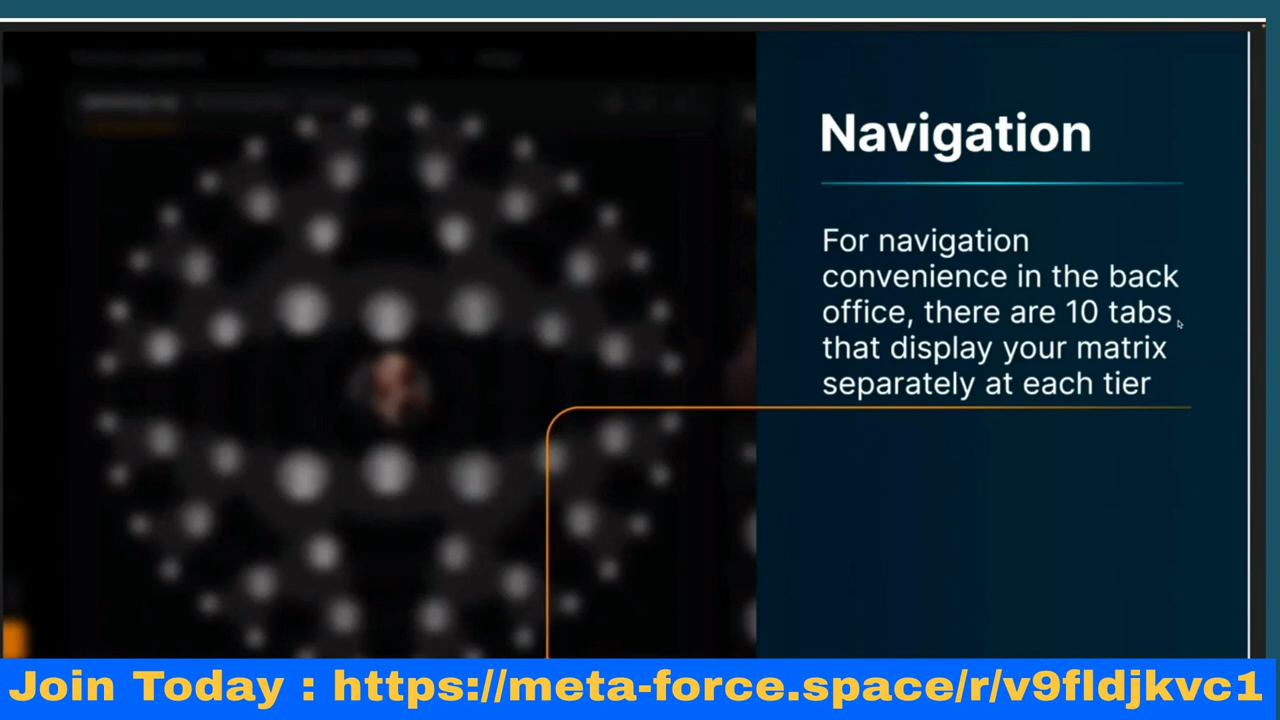 Navigation
For navigation
convenience in the back
office, there are 10 tabs
that display your matrix
separately at each tier
Join Today : https://meta-force.space/r/v9fldjkvc1